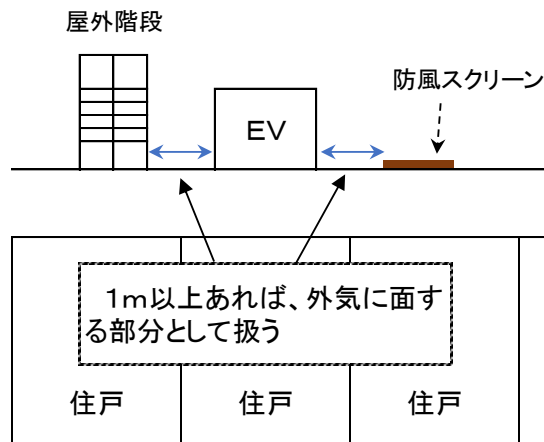 屋外階段
防風スクリーン
EV
1m以上あれば、外気に面す
る部分として扱う
住戸
住戸
住戸